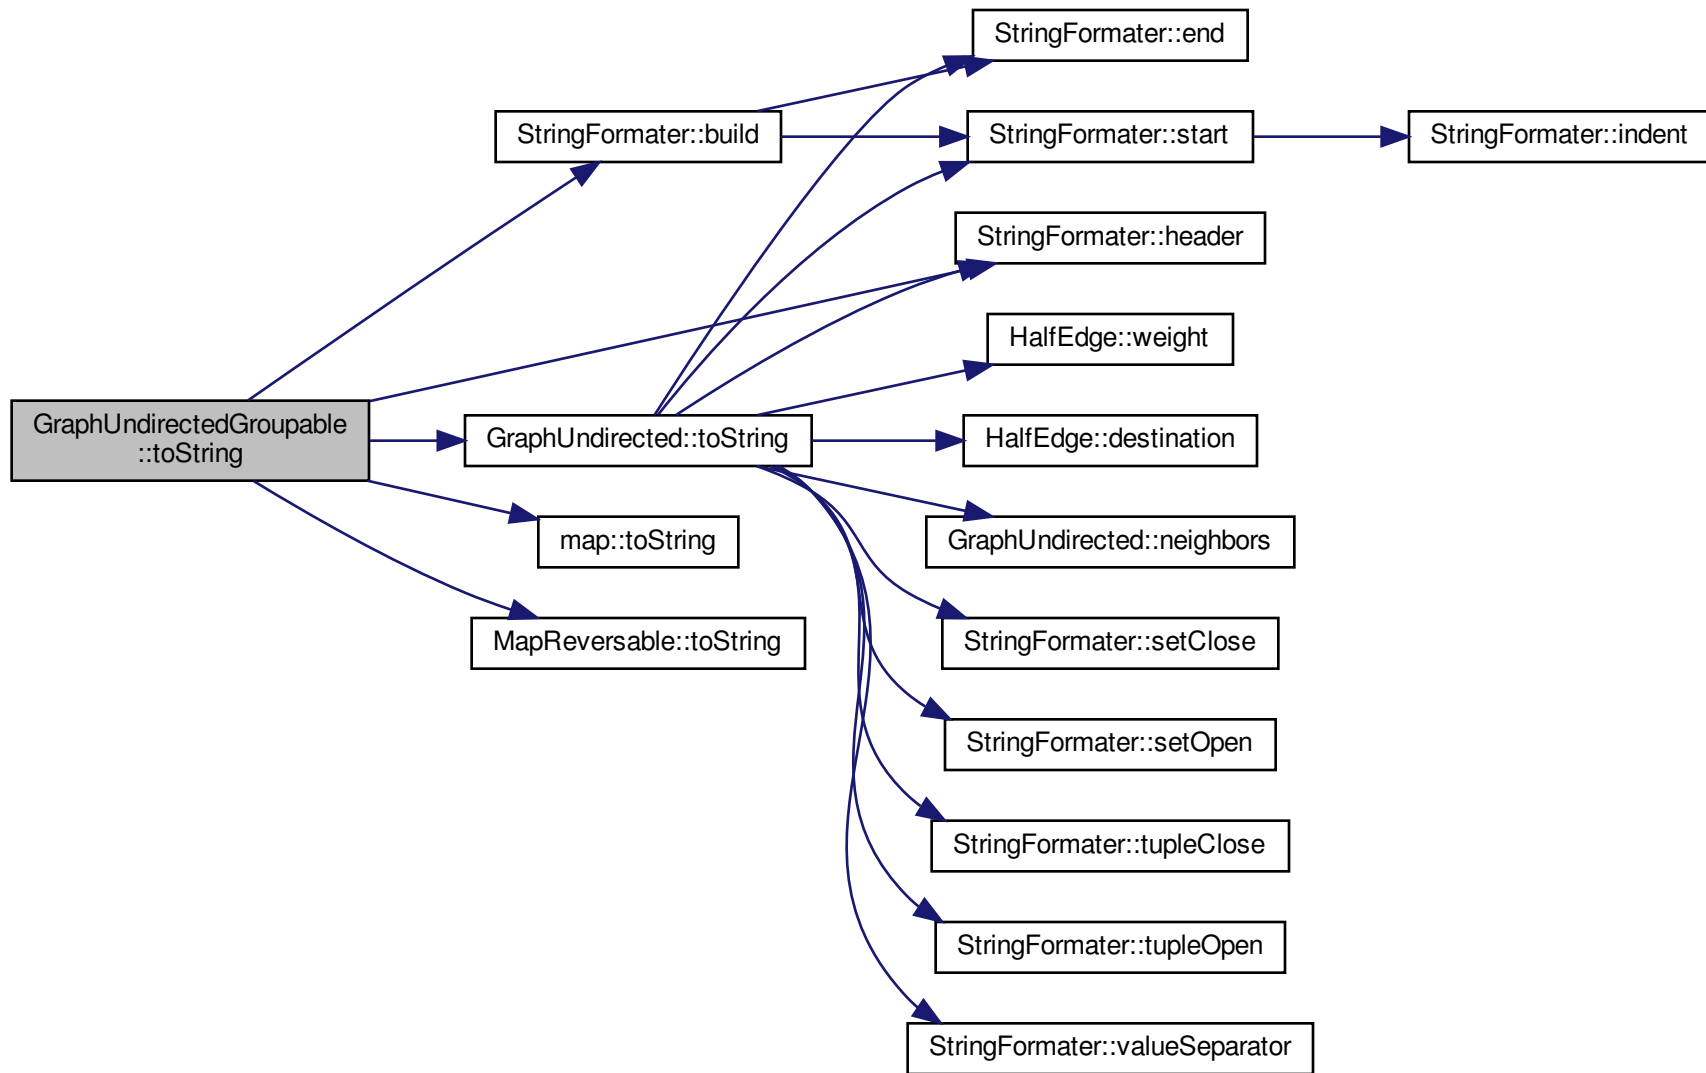 StringFormater::end
StringFormater::build
StringFormater::start
StringFormater::indent
StringFormater::header
HalfEdge::weight
GraphUndirectedGroupable
::toString
GraphUndirected::toString
HalfEdge::destination
map::toString
GraphUndirected::neighbors
MapReversable::toString
StringFormater::setClose
StringFormater::setOpen
StringFormater::tupleClose
StringFormater::tupleOpen
StringFormater::valueSeparator